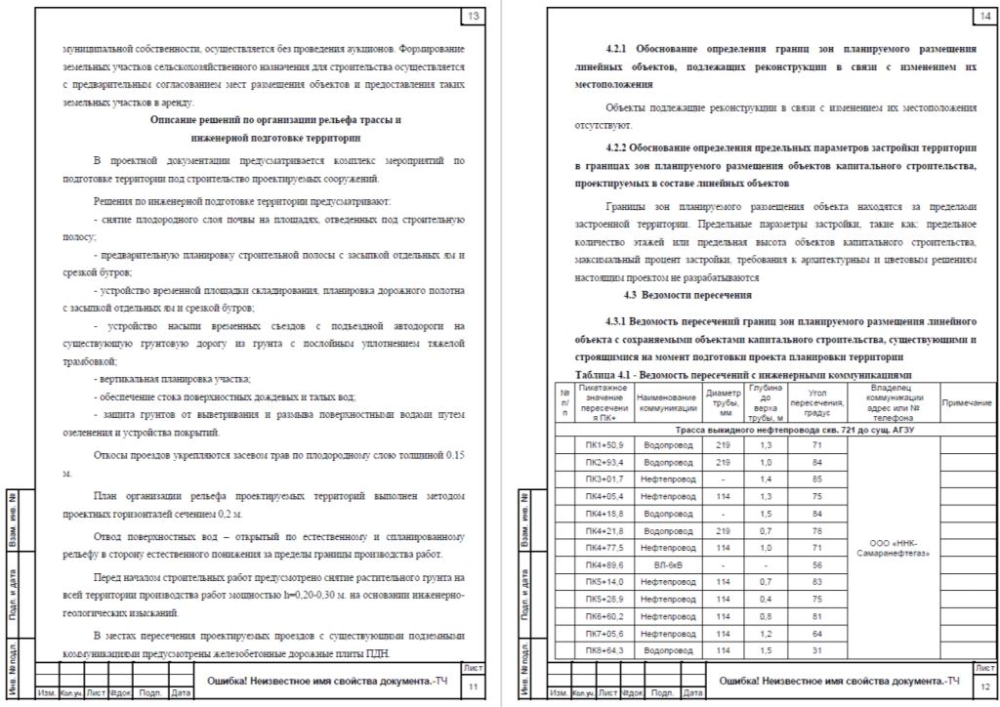 13
муниципальной собственности, осуществляется без проведения аукционов. Формирование
земельных участков сельскохозяйственного назначения для строительства осуществляется
с предварительным согласованием мест размещения объектов и предоставления таких
земельных участков в аренду.
Описание решений по организации рельефа трассы и
инженерной подготовке территории
В проектной документации предусматривается комплекс мероприятий по
подготовке территории под строительство проектируемых сооружений.
Решения по инженерной подготовке территории предусматривают:
- снятие плодородного слоя почвы на площадях, отведенных под строительную
полосу;
- предварительную планировку строительной полосы с засыпкой отдельных ям и
срезкой бугров;
- устройство временной площадки складирования, планировка дорожного полотна
с засыпкой отдельных ям и срезкой бугров;
- устройство насыпи временных съездов с подъездной автодороги на
существующую грунтовую дорогу из грунта с послойным уплотнением тяжелой
трамбовкой;
- вертикальная планировка участка;
- обеспечение стока поверхностных дождевых и талых вод;
- защита грунтов от выветривания и размыва поверхностными водами путем
озеленения и устройства покрытий.
Откосы проездов укрепляются засевом трав по плодородному слою толщиной 0.15
м.
План организации рельефа проектируемых территорий выполнен методом
проектных горизонталей сечением 0,2 м.
Отвод поверхностных вод – открытый по естественному и спланированному
рельефу в сторону естественного понижения за пределы границы производства работ.
Перед началом строительных работ предусмотрено снятие растительного грунта на
всей территории производства работ мощностью h=0,20-0,30 м. на основании инженерно-
геологических изысканий.
В местах пересечения проектируемых проездов с существующими подземными
коммуникациями предусмотрены железобетонные дорожные плиты ПДН.
Взам. инв. №
Подп. и дата
Инв. № подл.
Изм. Кол.уч. Лист №док. Подп. Дата
Ошибка! Неизвестное имя свойства документа.-ТЧ
Лист
11
14
4.2.1 Обоснование определения границ зон планируемого размещения
линейных объектов, подлежащих реконструкции в связи с изменением их
местоположения
Объекты подлежащие реконструкции в связи с изменением их местоположения
отсутствуют.
4.2.2 Обоснование определения предельных параметров застройки территории
в границах зон планируемого размещения объектов капитального строительства,
проектируемых в составе линейных объектов
Границы зон планируемого размещения объекта находятся за пределами
застроенной территории. Предельные параметры застройки, такие как: предельное
количество этажей или предельная высота объектов капитального строительства,
максимальный процент застройки, требования к архитектурным и цветовым решениям
настоящим проектом не разрабатываются
4.3 Ведомости пересечения
4.3.1 Ведомость пересечений границ зон планируемого размещения линейного
объекта с сохраняемыми объектами капитального строительства, существующими и
строящимися на момент подготовки проекта планировки территории
Таблица 4.1 - Ведомость пересечений с инженерными коммуникациями
№ п/п Пикетажное значение пересечения ПК+ Наименование коммуникации Диаметр трубы, мм Глубина до верха трубы, м Угол пересечения, градус Владелец коммуникации адрес или № телефона Примечание
Трасса выкидного нефтепровода скв. 721 до сущ. АГЗУ
ПК1+50,9 Водопровод 219 1,3 71
ПК2+93,4 Водопровод 219 1,0 84
ПК3+01,7 Нефтепровод - 1,4 85
ПК4+05,4 Нефтепровод 114 1,3 75
ПК4+18,8 Водопровод - 1,5 84
ПК4+21,8 Водопровод 219 0,7 78
ПК4+77,5 Нефтепровод 114 1,0 71
ООО «ННК-
Самаранефтегаз»
ПК4+89,6 ВЛ-6кВ - - 56
ПК5+14,0 Нефтепровод 114 0,7 83
ПК5+28,9 Нефтепровод 114 0,4 75
ПК6+60,2 Нефтепровод 114 0,8 81
ПК7+05,6 Нефтепровод 114 1,2 64
ПК8+64,3 Водопровод 114 1,5 31
Взам. инв. №
Подп. и дата
Инв. № подл.
Изм. Кол.уч. Лист №док. Подп. Дата
Ошибка! Неизвестное имя свойства документа.-ТЧ
Лист
12